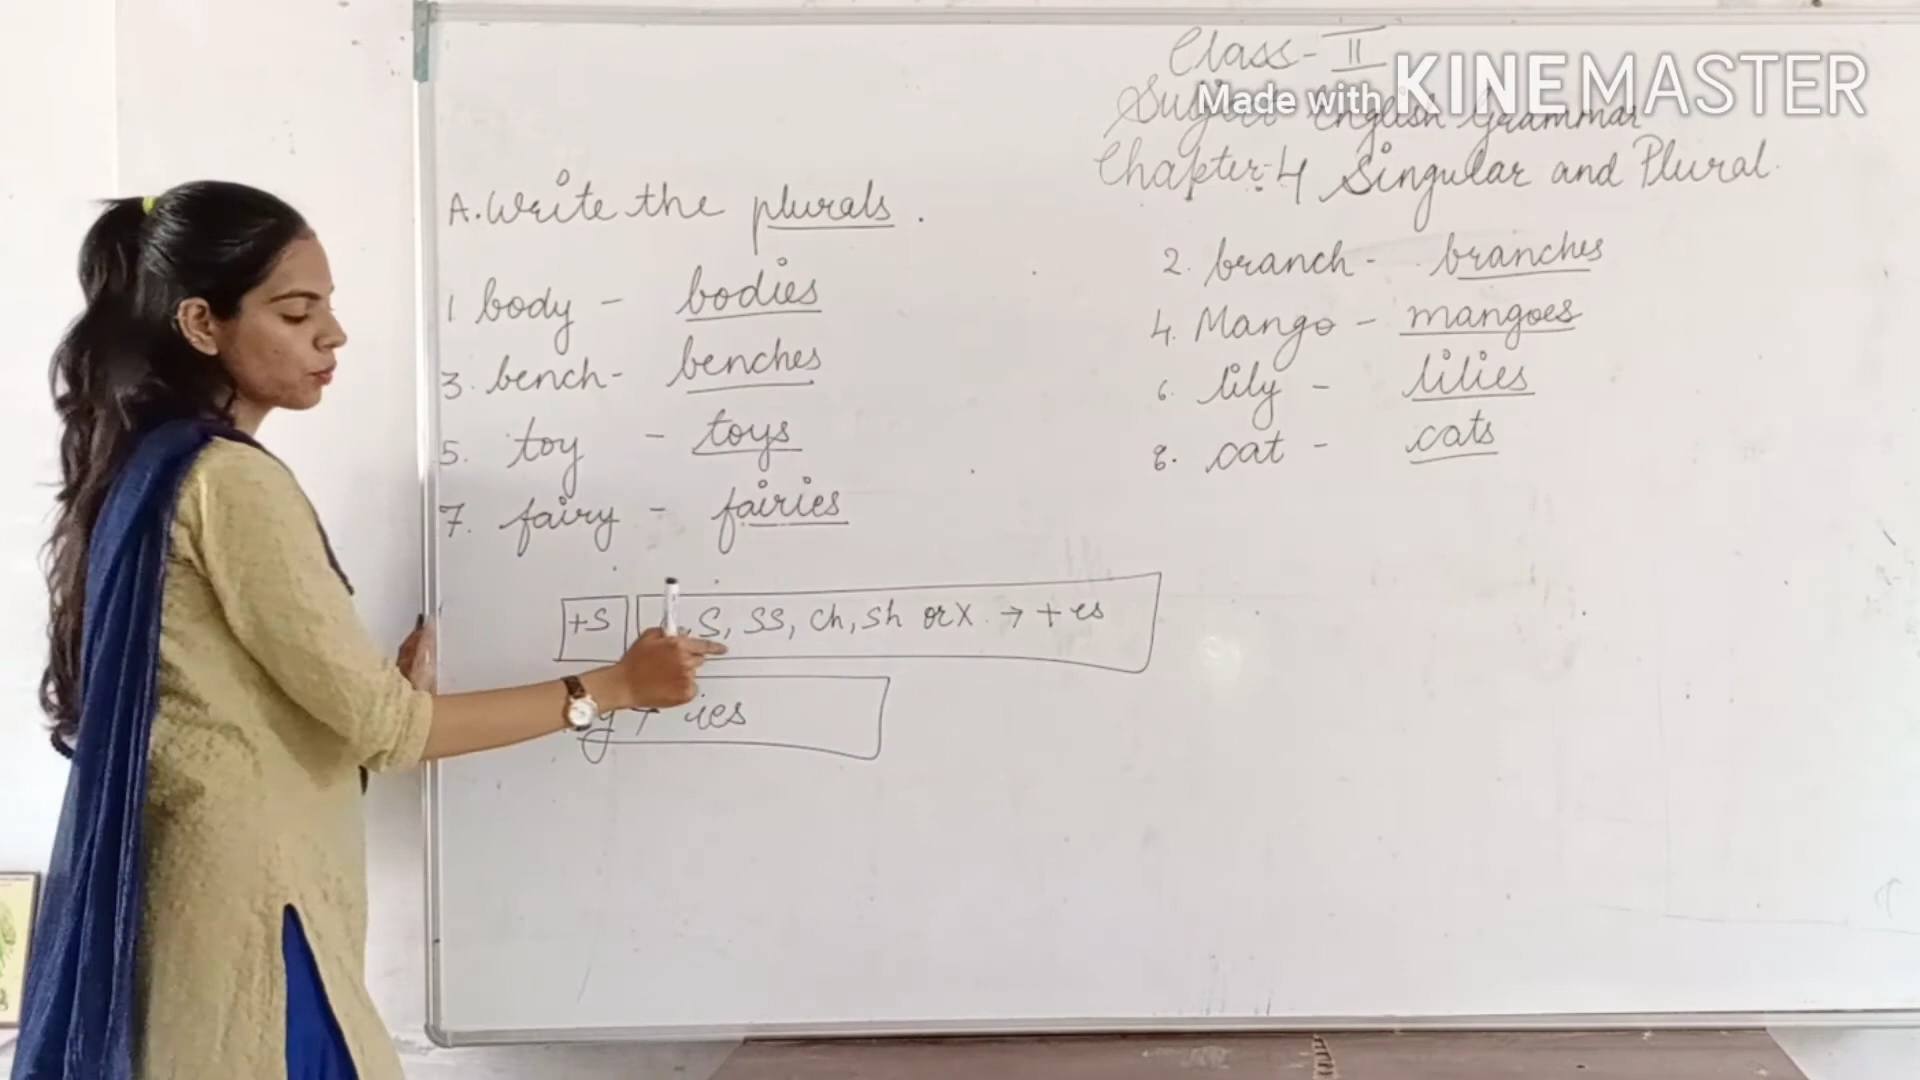 Class-II
Made with KINEMASTER
Subject English Grammar
Chapter:-4 Singular and Plural.
A. Write the plurals.
1 body - bodies
2. branch - branches
3. bench - benches
4. Mango - mangoes
5. toy - toys
6. lily - lilies
7. fairy - fairies
8. cat - cats
+S
S, SS, Ch, Sh or X. → + es
y + ies